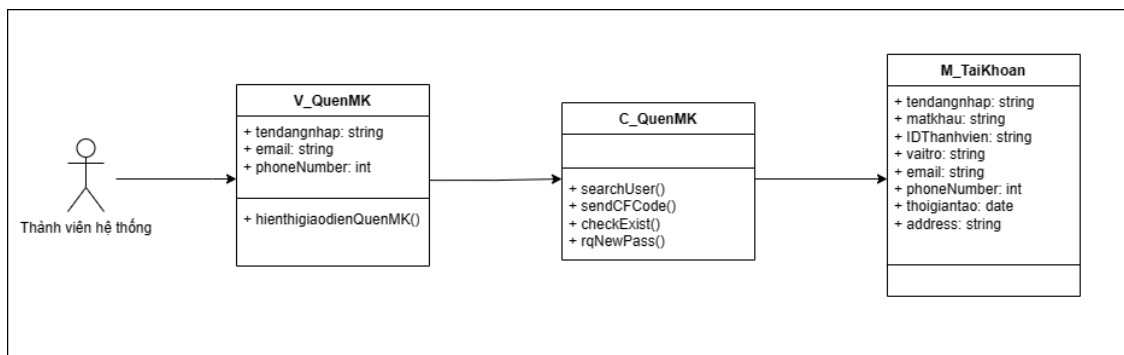 Thành viên hệ thống
V_QuenMK
+ tendangnhap: string
+ email: string
+ phoneNumber: int
+ hienthigiaodienQuenMK()
C_QuenMK
+ searchUser()
+ sendCFCode()
+ checkExist()
+ rqNewPass()
M_TaiKhoan
+ tendangnhap: string
+ matkhau: string
+ IDThanhvien: string
+ vaitro: string
+ email: string
+ phoneNumber: int
+ thoigiantao: date
+ address: string